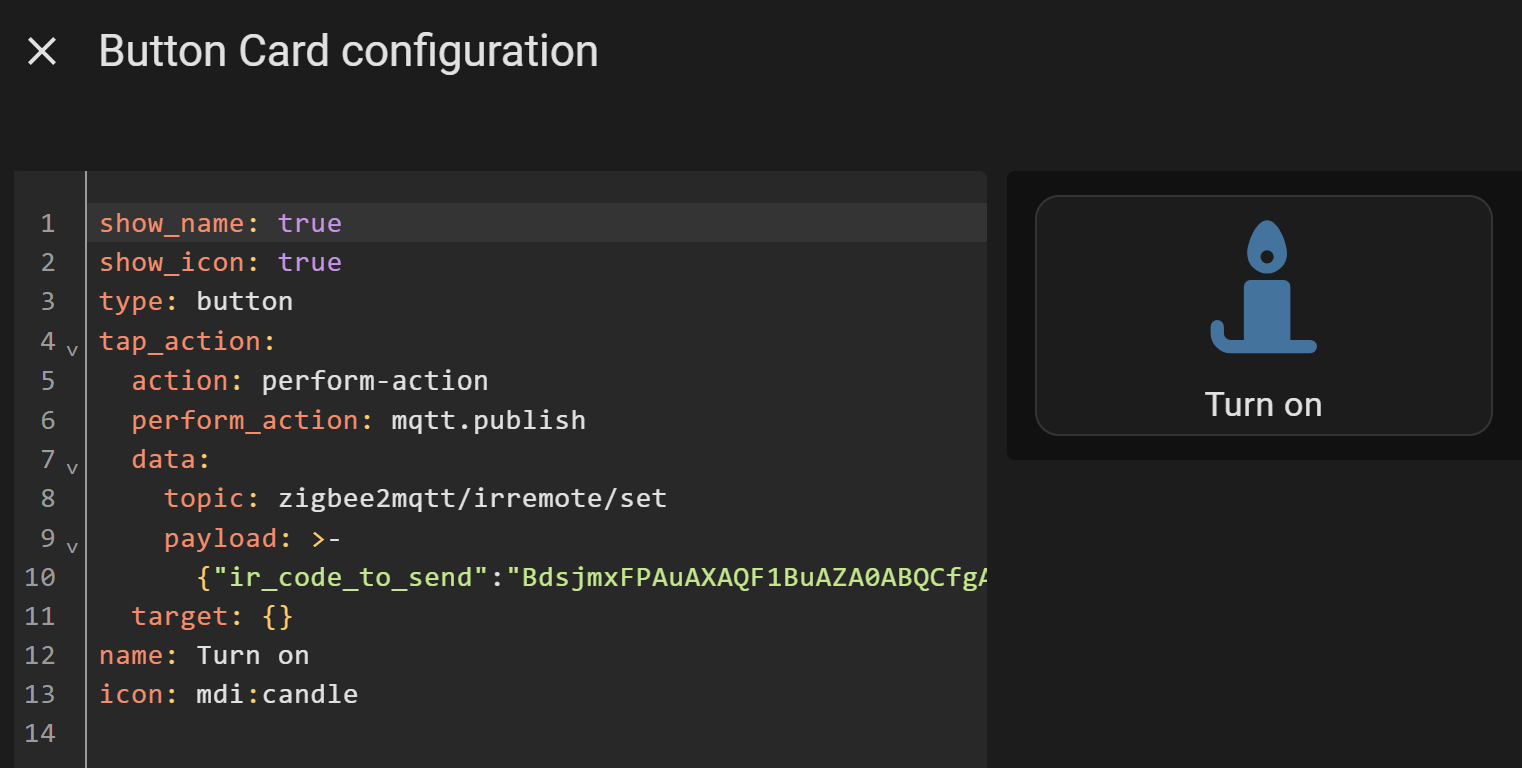 Button Card configuration
1 show_name: true
2 show_icon: true
3 type: button
4 tap_action:
5   action: perform-action
6   perform_action: mqtt.publish
7   data:
8     topic: zigbee2mqtt/irremote/set
9     payload: >-
10       {"ir_code_to_send":"BdsjmxFPAuAXAQF1BuAZA0ABQCfgA
11   target: {}
12 name: Turn on
13 icon: mdi:candle
14
Turn on